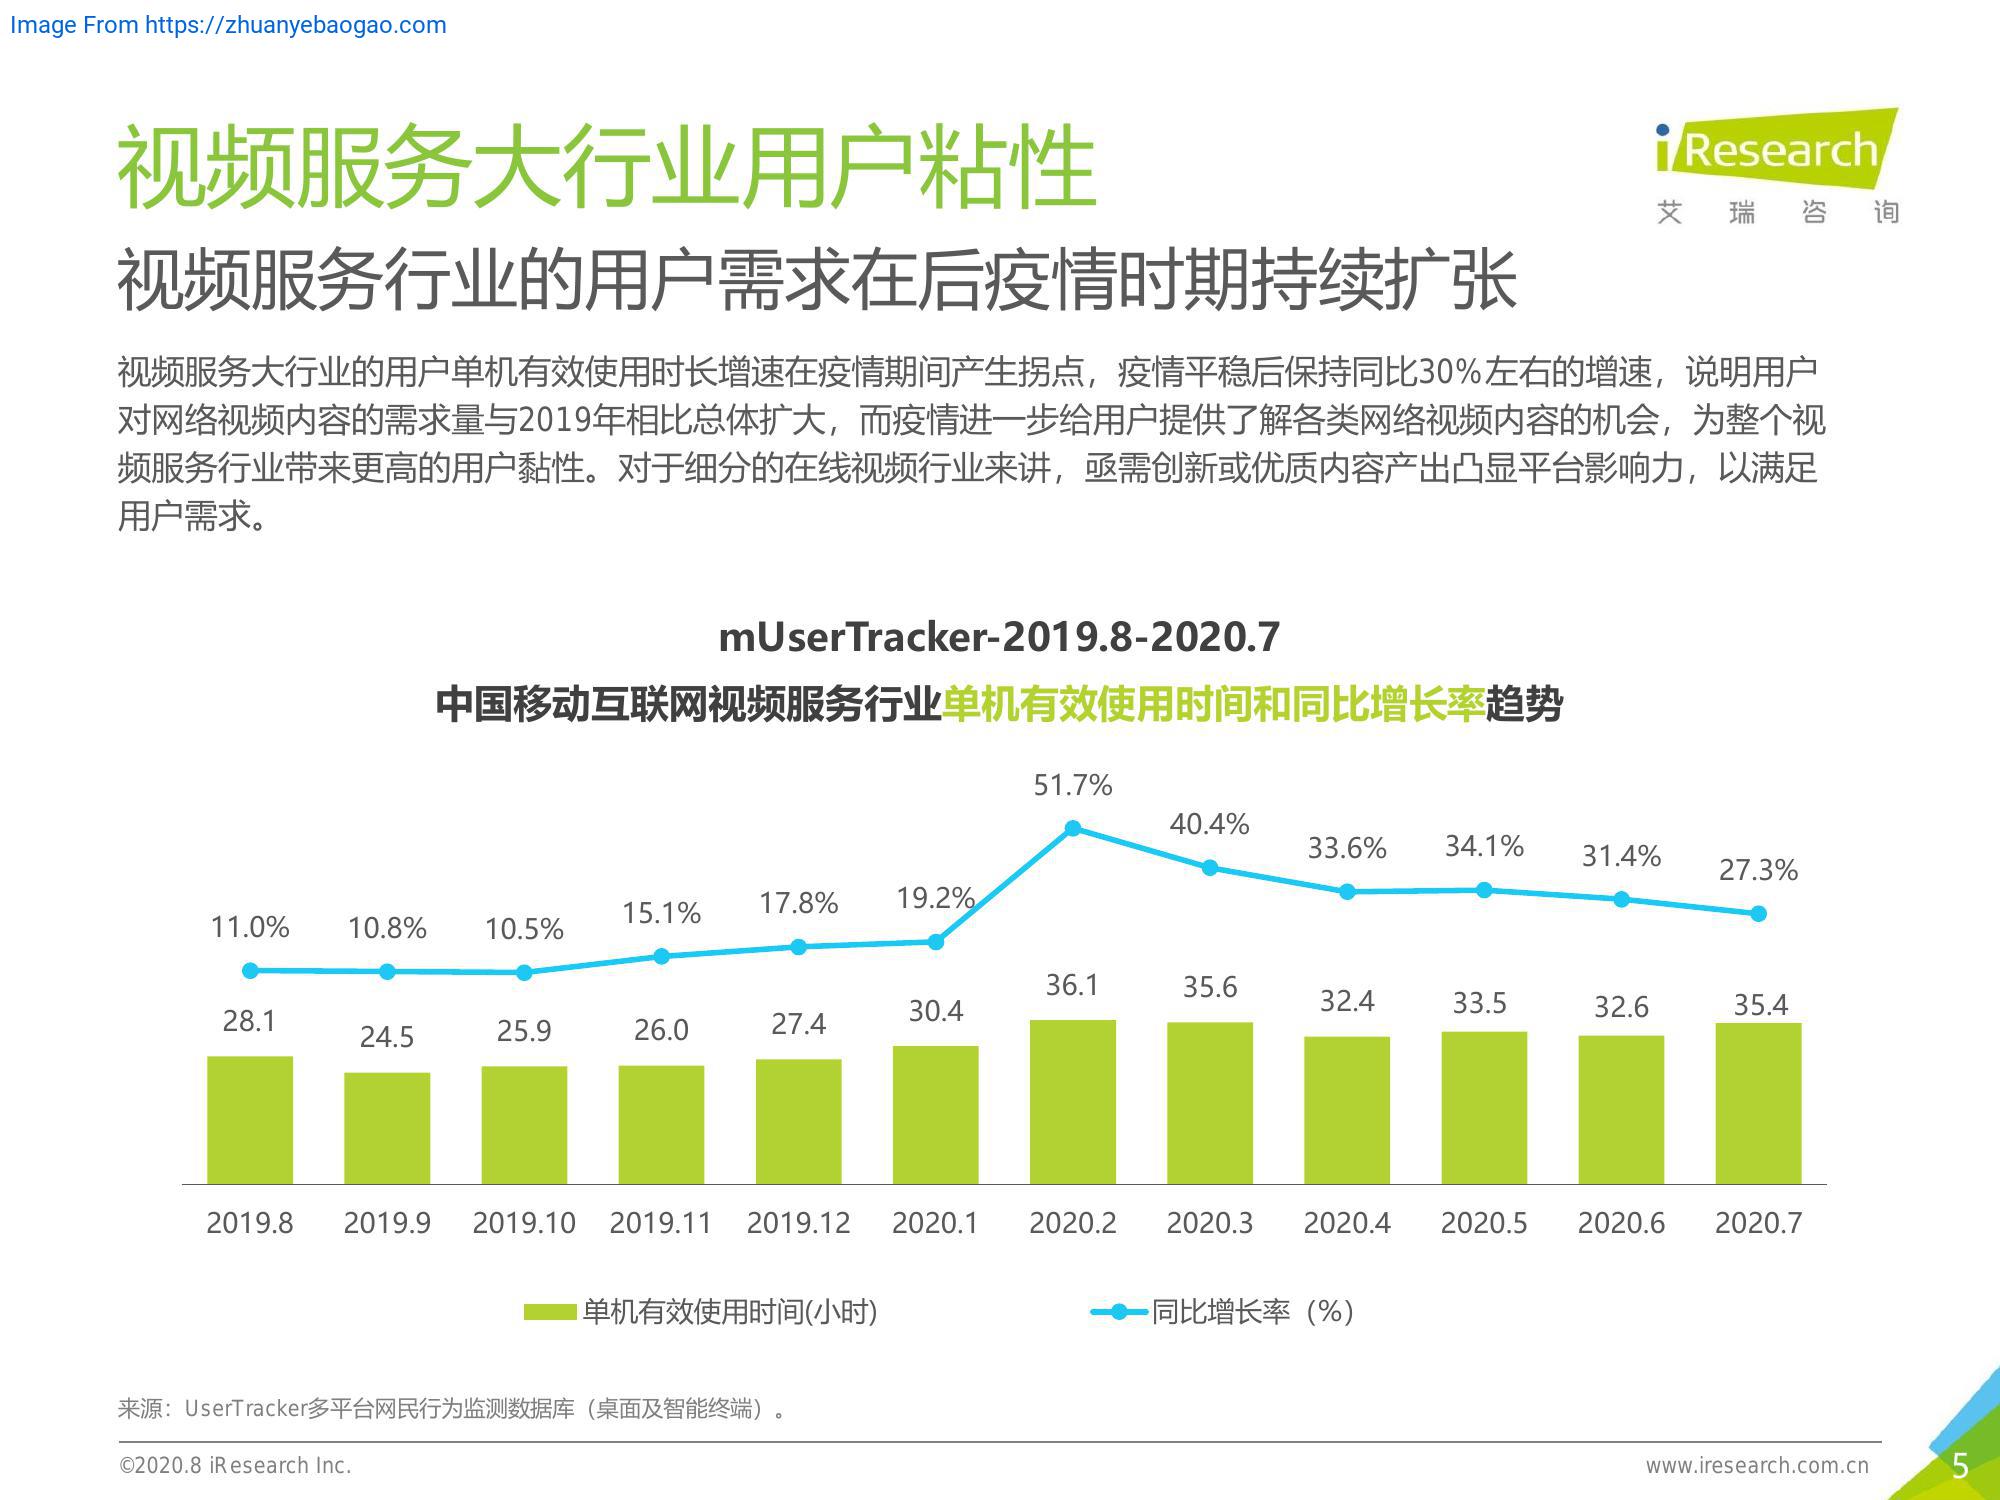 Image From https://zhuanyebaogao.com
iResearch
艾瑞咨询
视频服务大行业用户粘性
视频服务行业的用户需求在后疫情时期持续扩张
视频服务大行业的用户单机有效使用时长增速在疫情期间产生拐点，疫情平稳后保持同比30%左右的增速，说明用户
对网络视频内容的需求量与2019年相比总体扩大，而疫情进一步给用户提供了解各类网络视频内容的机会，为整个视
频服务行业带来更高的用户黏性。对于细分的在线视频行业来讲，亟需创新或优质内容产出凸显平台影响力，以满足
用户需求。
mUserTracker-2019.8-2020.7
中国移动互联网视频服务行业单机有效使用时间和同比增长率趋势
11.0% 10.8% 10.5% 15.1% 17.8% 19.2% 51.7% 40.4% 33.6% 34.1% 31.4% 27.3%
28.1 24.5 25.9 26.0 27.4 30.4 36.1 35.6 32.4 33.5 32.6 35.4
2019.8 2019.9 2019.10 2019.11 2019.12 2020.1 2020.2 2020.3 2020.4 2020.5 2020.6 2020.7
单机有效使用时间(小时) 同比增长率（%）
来源：UserTracker多平台网民行为监测数据库（桌面及智能终端）。
©2020.8 iResearch Inc. www.iresearch.com.cn 5